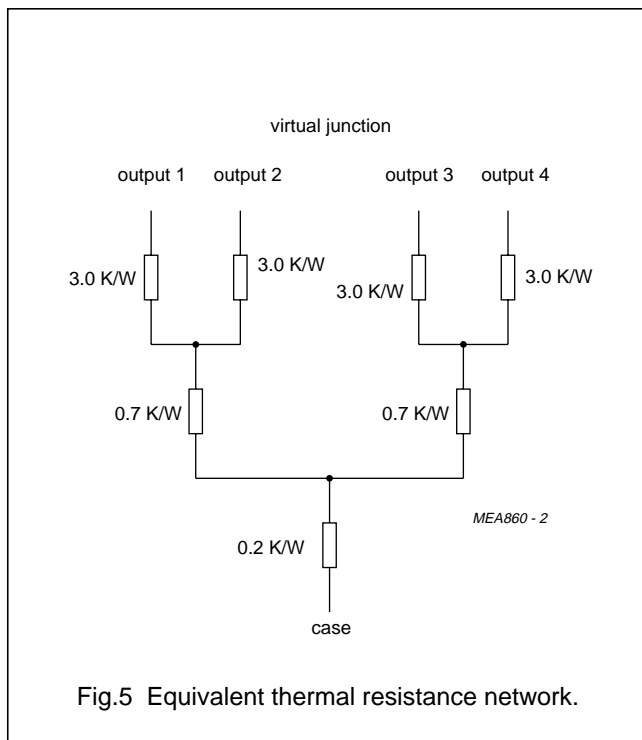 virtual junction
output 1 output 2 output 3 output 4
3.0 K/W 3.0 K/W 3.0 K/W 3.0 K/W
0.7 K/W 0.7 K/W
MEA860 - 2
0.2 K/W
case
Fig.5 Equivalent thermal resistance network.